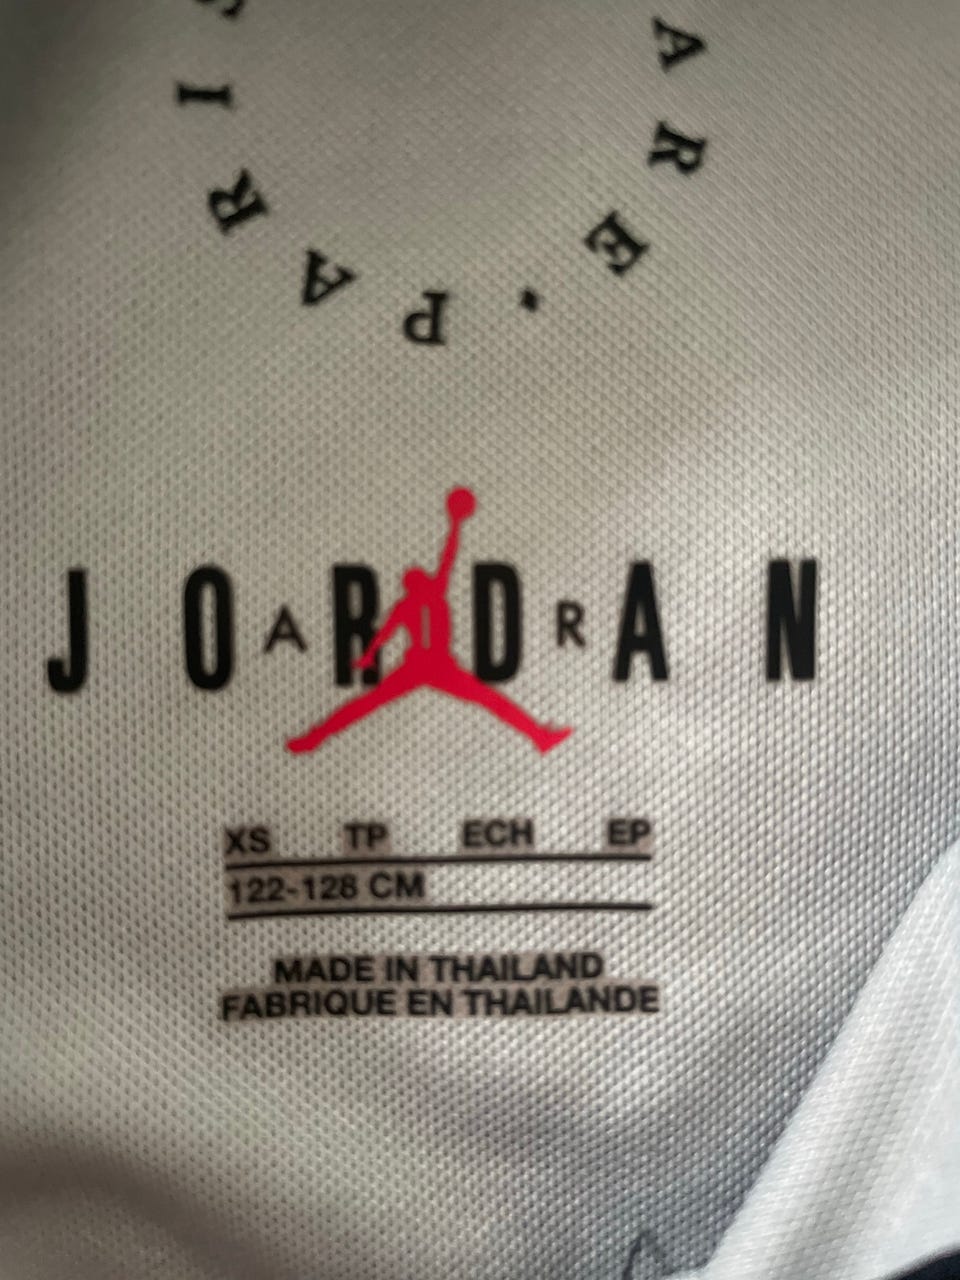 ARE • PARIS
JORDAN
AIR
XS TP ECH EP
122-128 CM
MADE IN THAILAND
FABRIQUE EN THAILANDE